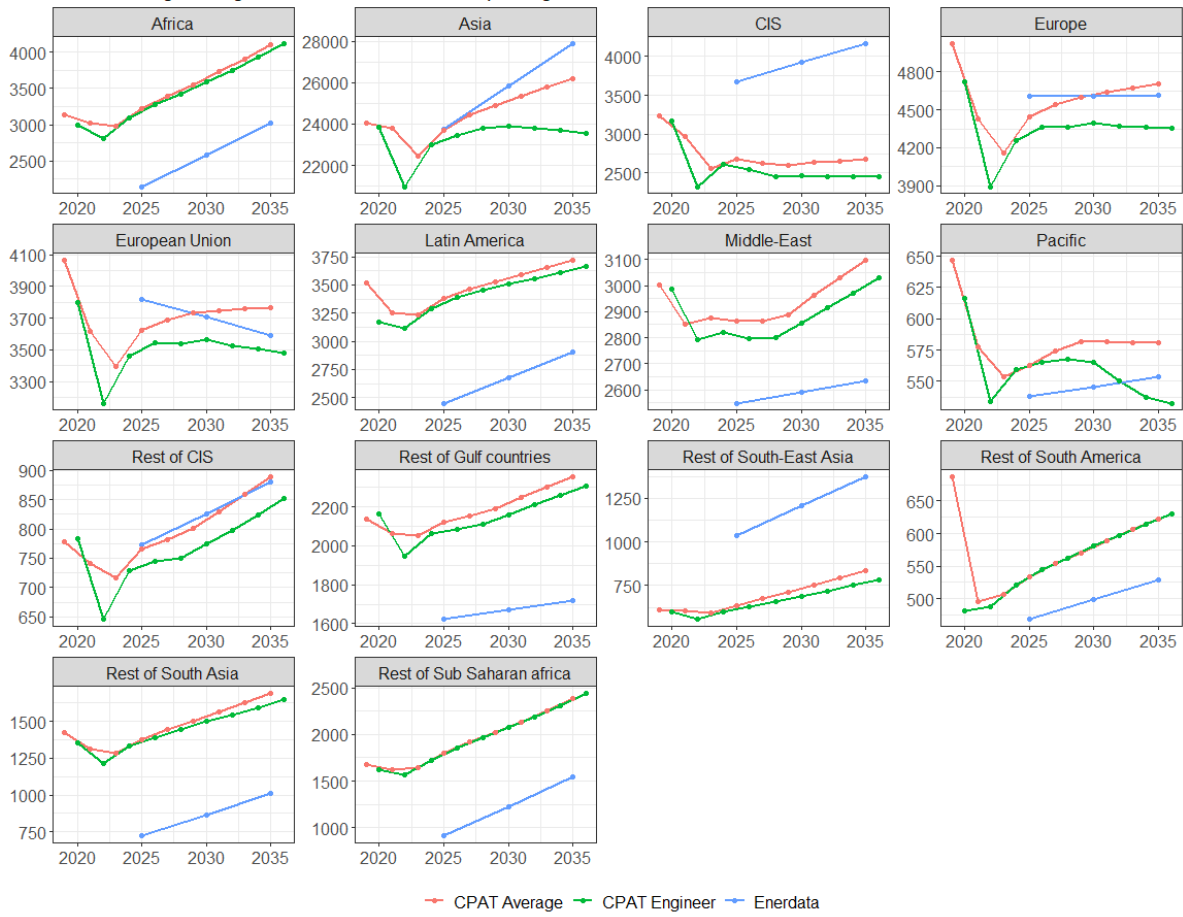 Africa
Asia
CIS
Europe
4000
3500
3000
2500
28000
26000
24000
22000
4000
3500
3000
2500
4800
4500
4200
3900
2020 2025 2030 2035
2020 2025 2030 2035
2020 2025 2030 2035
2020 2025 2030 2035
European Union
Latin America
Middle-East
Pacific
4100
3900
3700
3500
3300
3750
3500
3250
3000
2750
2500
3100
3000
2900
2800
2700
2600
650
625
600
575
550
2020 2025 2030 2035
2020 2025 2030 2035
2020 2025 2030 2035
2020 2025 2030 2035
Rest of CIS
Rest of Gulf countries
Rest of South-East Asia
Rest of South America
900
850
800
750
700
650
2200
2000
1800
1600
1250
1000
750
650
600
550
500
2020 2025 2030 2035
2020 2025 2030 2035
2020 2025 2030 2035
2020 2025 2030 2035
Rest of South Asia
Rest of Sub Saharan africa
1500
1250
1000
750
2500
2000
1500
1000
2020 2025 2030 2035
2020 2025 2030 2035
CPAT Average CPAT Engineer Enerdata